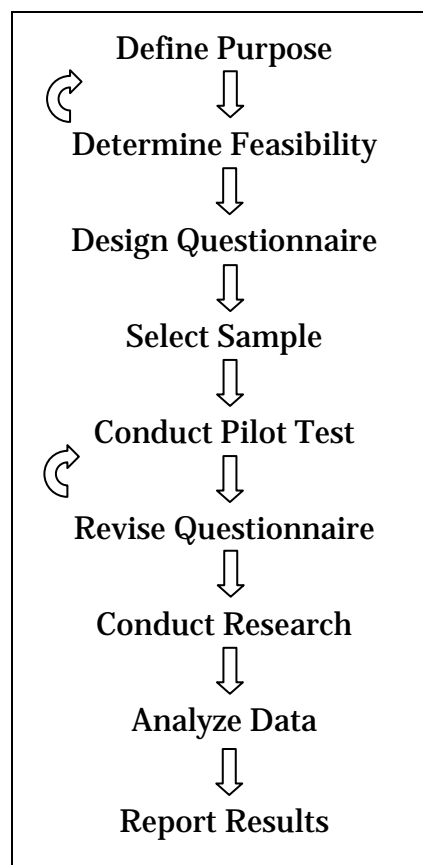 Define Purpose
Determine Feasibility
Design Questionnaire
Select Sample
Conduct Pilot Test
Revise Questionnaire
Conduct Research
Analyze Data
Report Results